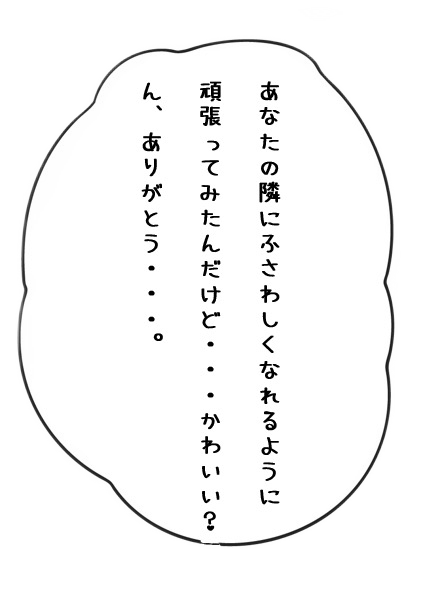 あなたの隣にふさわしくなれるように
頑張ってみたんだけど・・・かわいい？
ん、ありがとう・・・。